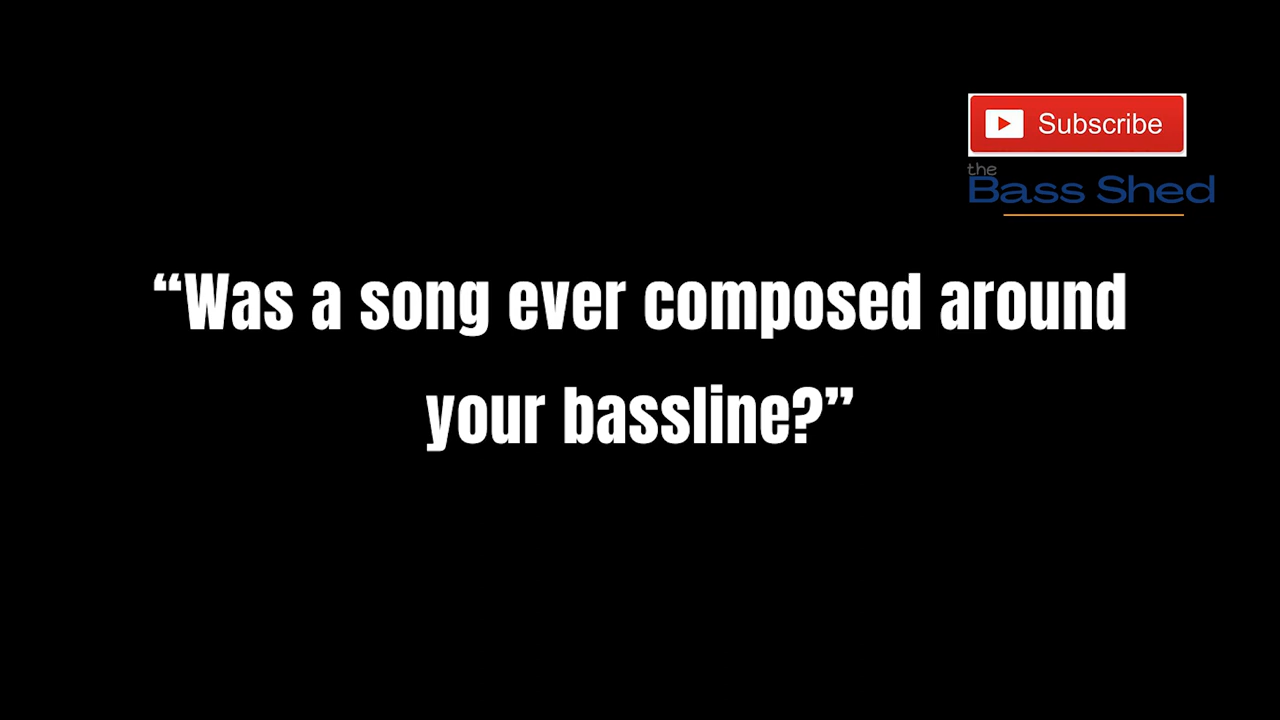 Subscribe
the
Bass Shed
“Was a song ever composed around
your bassline?”